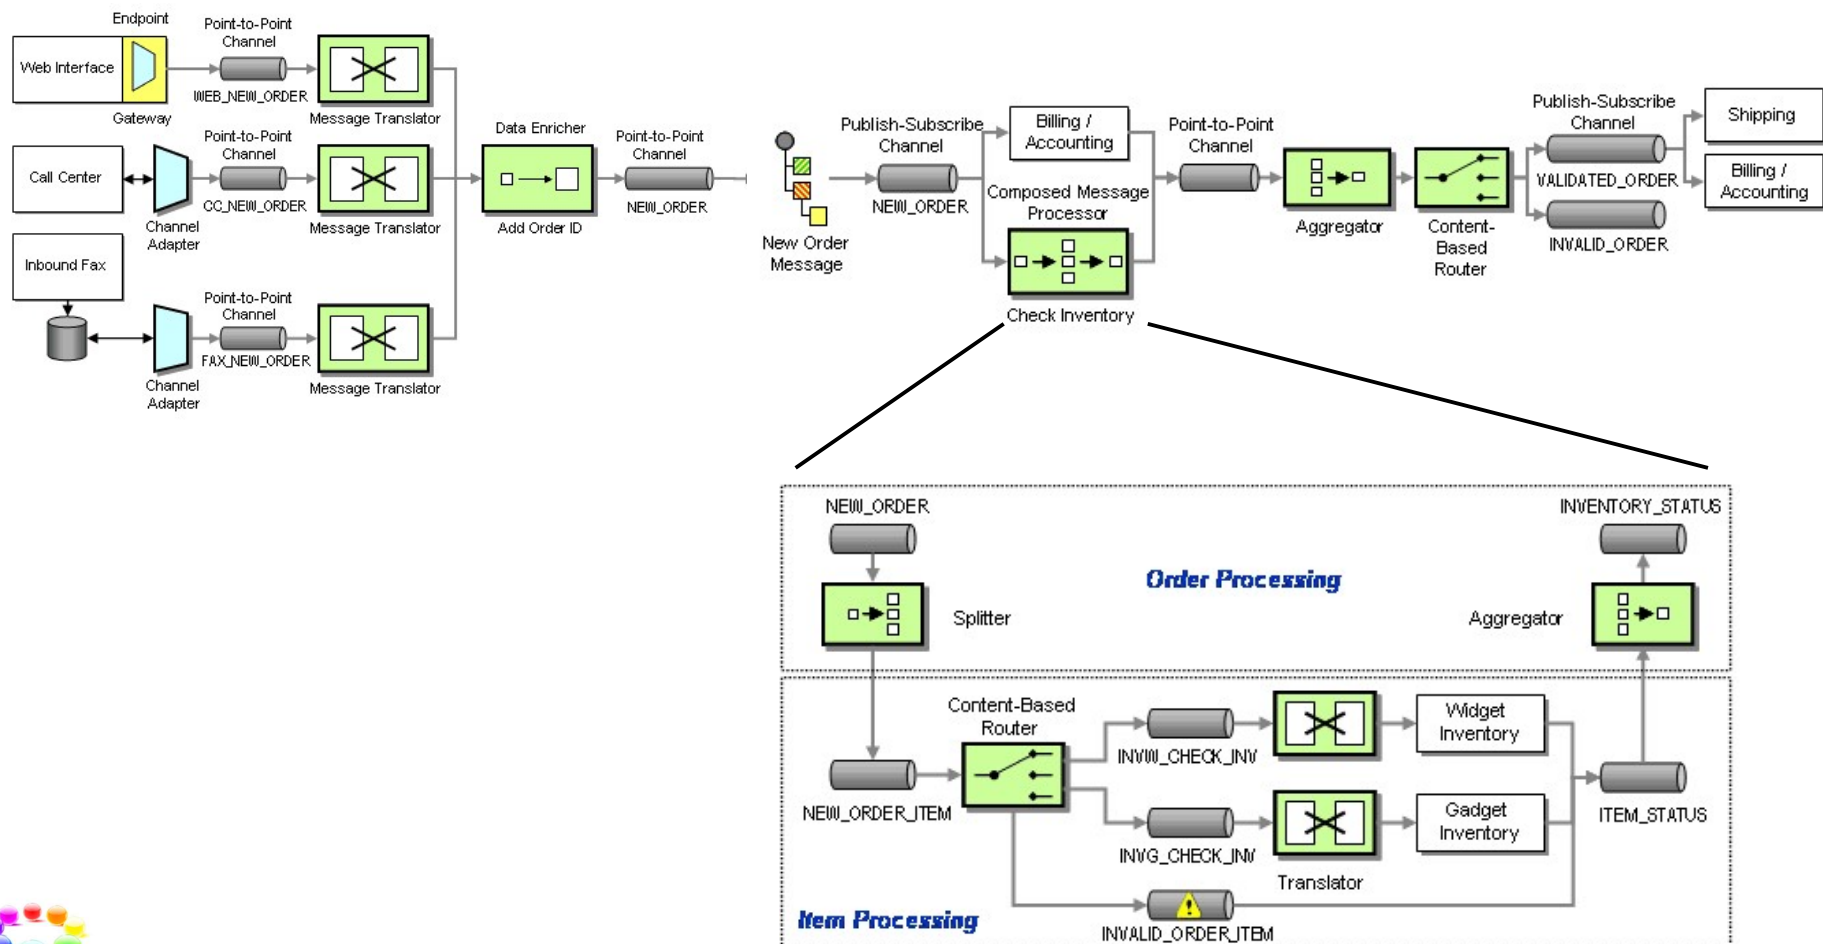 Endpoint
Point-to-Point
Channel
Web Interface
WEB_NEW_ORDER
Gateway
Message Translator
Point-to-Point
Channel
Call Center
CC_NEW_ORDER
Channel
Adapter
Message Translator
Data Enricher
Add Order ID
Point-to-Point
Channel
NEW_ORDER
Inbound Fax
Point-to-Point
Channel
FAX_NEW_ORDER
Channel
Adapter
Message Translator
New Order
Message
Publish-Subscribe
Channel
NEW_ORDER
Billing /
Accounting
Composed Message
Processor
Check Inventory
Point-to-Point
Channel
Aggregator
Content-
Based
Router
Publish-Subscribe
Channel
VALIDATED_ORDER
INVALID_ORDER
Shipping
Billing /
Accounting
NEW_ORDER
INVENTORY_STATUS
Order Processing
Splitter
Aggregator
Content-Based
Router
NEW_ORDER_ITEM
INVW_CHECK_INV
Widget
Inventory
INVG_CHECK_INV
Gadget
Inventory
ITEM_STATUS
Translator
Item Processing
INVALID_ORDER_ITEM